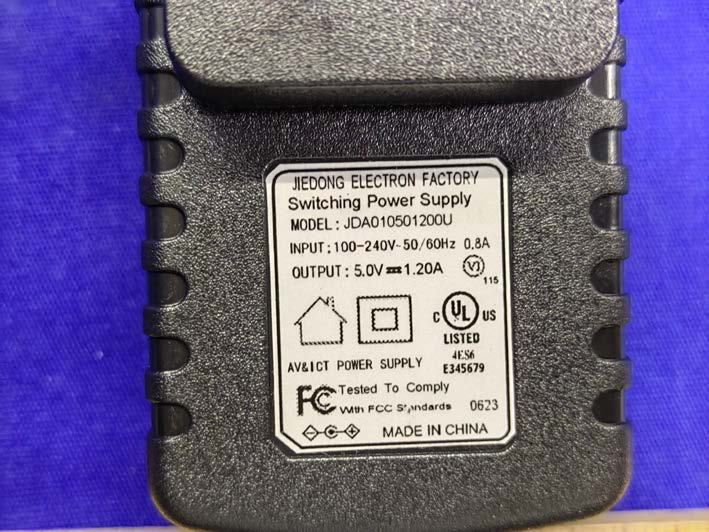 JIEDONG ELECTRON FACTORY
Switching Power Supply
MODEL: JDA010501200U
INPUT: 100-240V~50/60Hz 0.8A
OUTPUT: 5.0V⎓1.20A VI
115
C UL US
LISTED
4ES6
AV&ICT POWER SUPPLY E345679
FC Tested To Comply
With FCC Standards 0623
MADE IN CHINA